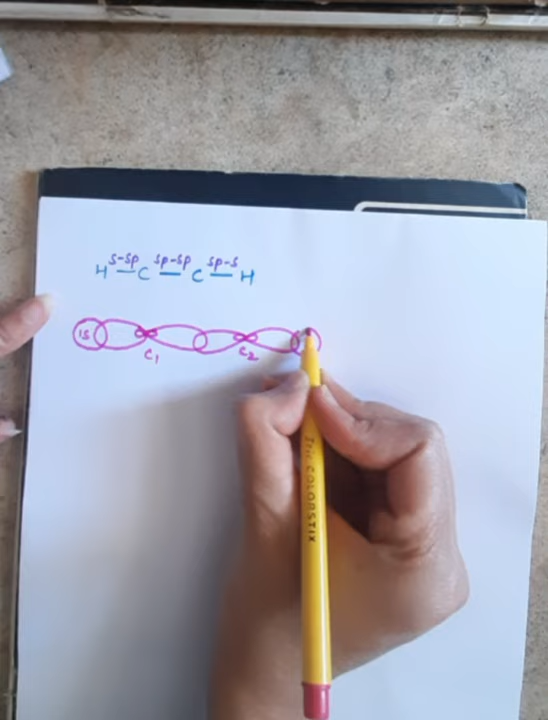 s-sp sp-sp sp-s
H — C — C — H
1s
C₁ C₂
COLORSTIX